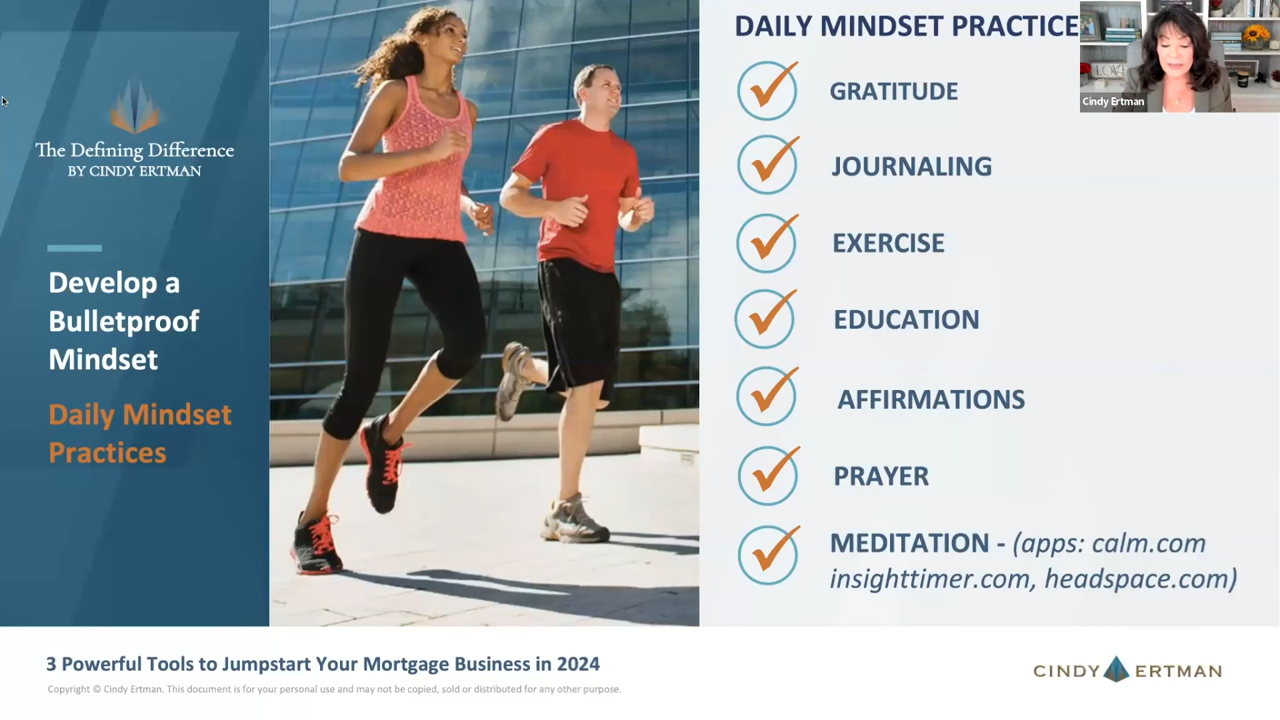 The Defining Difference
BY CINDY ERTMAN
Develop a
Bulletproof
Mindset
Daily Mindset
Practices
DAILY MINDSET PRACTICE
GRATITUDE
JOURNALING
EXERCISE
EDUCATION
AFFIRMATIONS
PRAYER
MEDITATION - (apps: calm.com
insighttimer.com, headspace.com)
LOVE
Cindy Ertman
3 Powerful Tools to Jumpstart Your Mortgage Business in 2024
Copyright © Cindy Ertman. This document is for your personal use and may not be copied, sold or distributed for any other purpose.
CINDY ERTMAN